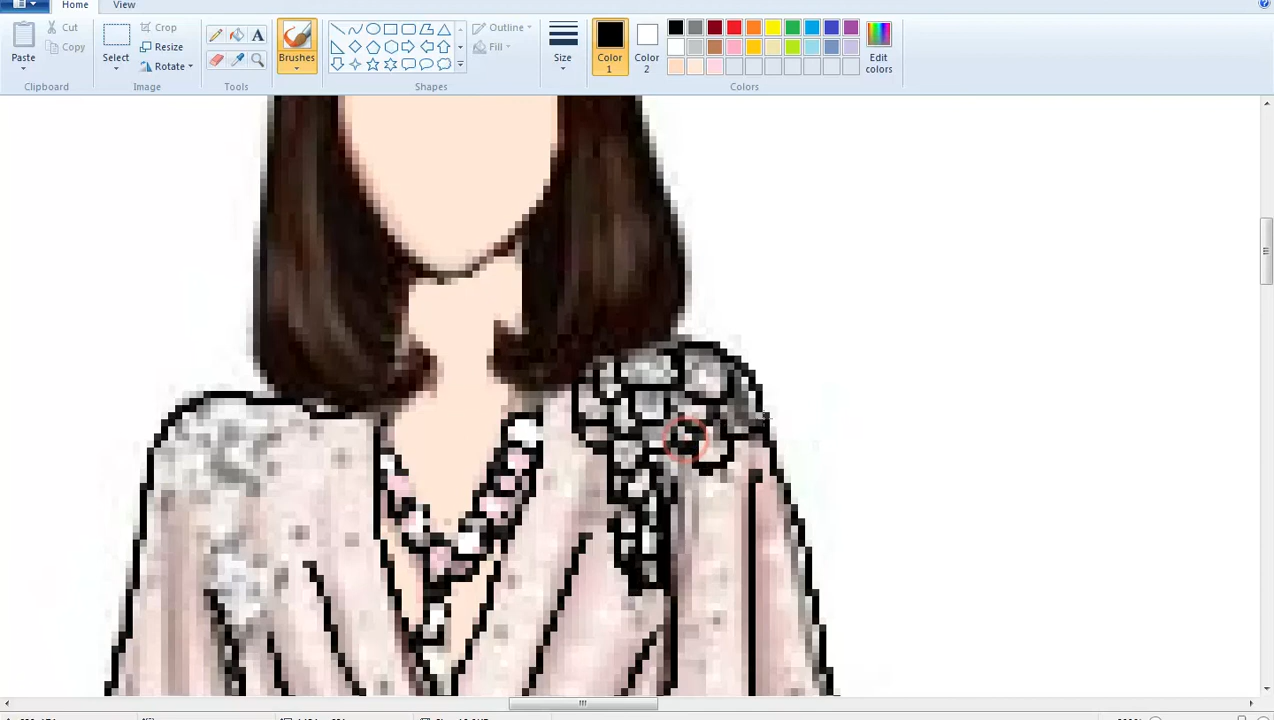 Home View
Cut
Copy
Paste
Clipboard
Select
Crop
Resize
Rotate
Image
A
Tools
Brushes
Outline
Fill
Shapes
Size
Color 1
Color 2
Edit colors
Colors